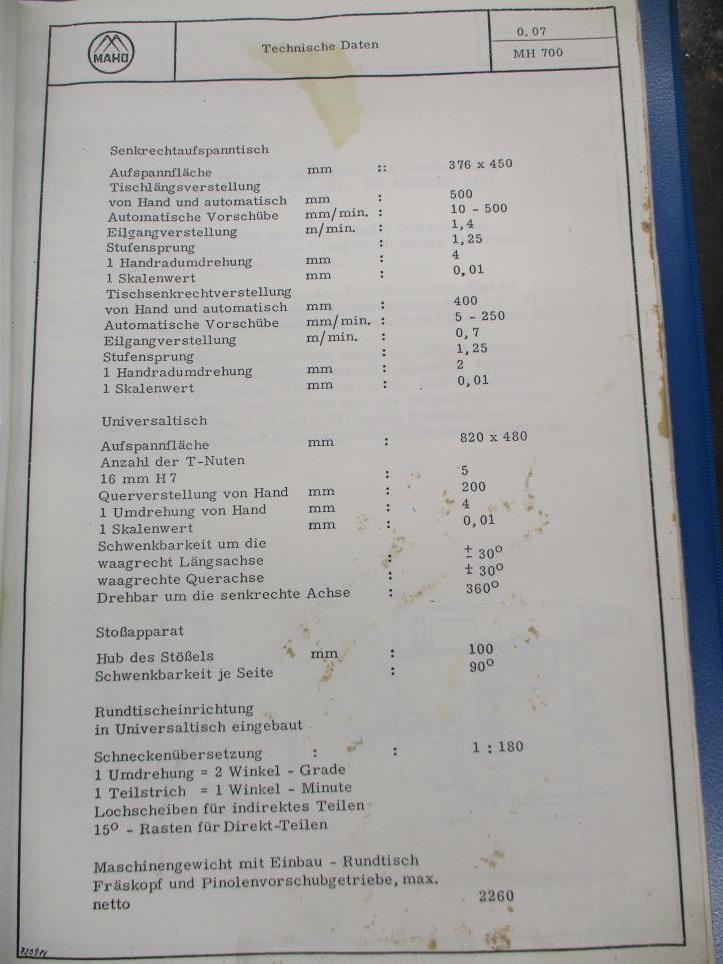 MAHO
Technische Daten
0.07
MH 700
Senkrechtaufspanntisch
Aufspannfläche mm :: 376 x 450
Tischlängsverstellung
von Hand und automatisch mm : 500
Automatische Vorschübe mm/min. : 10 - 500
Eilgangverstellung m/min. : 1,4
Stufensprung : 1,25
1 Handradumdrehung mm : 4
1 Skalenwert mm : 0,01
Tischsenkrechtverstellung
von Hand und automatisch mm : 400
Automatische Vorschübe mm/min. : 5 - 250
Eilgangverstellung m/min. : 0,7
Stufensprung : 1,25
1 Handradumdrehung mm : 2
1 Skalenwert mm : 0,01
Universaltisch
Aufspannfläche mm : 820 x 480
Anzahl der T-Nuten
16 mm H7 : 5
Querverstellung von Hand mm : 200
1 Umdrehung von Hand mm : 4
1 Skalenwert mm : 0,01
Schwenkbarkeit um die
waagrecht Längsachse : ± 30°
waagrechte Querachse : ± 30°
Drehbar um die senkrechte Achse : 360°
Stoßapparat
Hub des Stößels mm : 100
Schwenkbarkeit je Seite : 90°
Rundtischeinrichtung
in Universaltisch eingebaut
Schneckenübersetzung : : 1 : 180
1 Umdrehung = 2 Winkel - Grade
1 Teilstrich = 1 Winkel - Minute
Lochscheiben für indirektes Teilen
15° - Rasten für Direkt-Teilen
Maschinengewicht mit Einbau - Rundtisch
Fräskopf und Pinolenvorschubgetriebe, max.
netto 2260